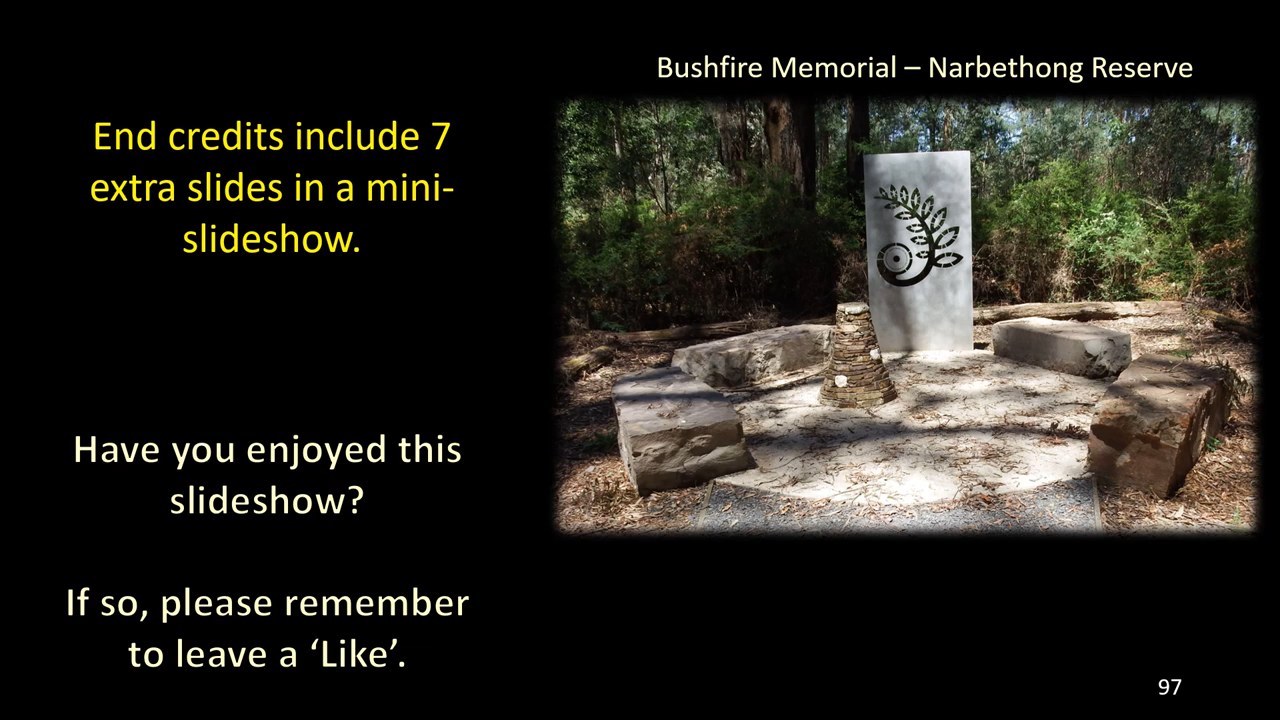 Bushfire Memorial – Narbethong Reserve
End credits include 7
extra slides in a mini-
slideshow.
Have you enjoyed this
slideshow?
If so, please remember
to leave a ‘Like’.
97